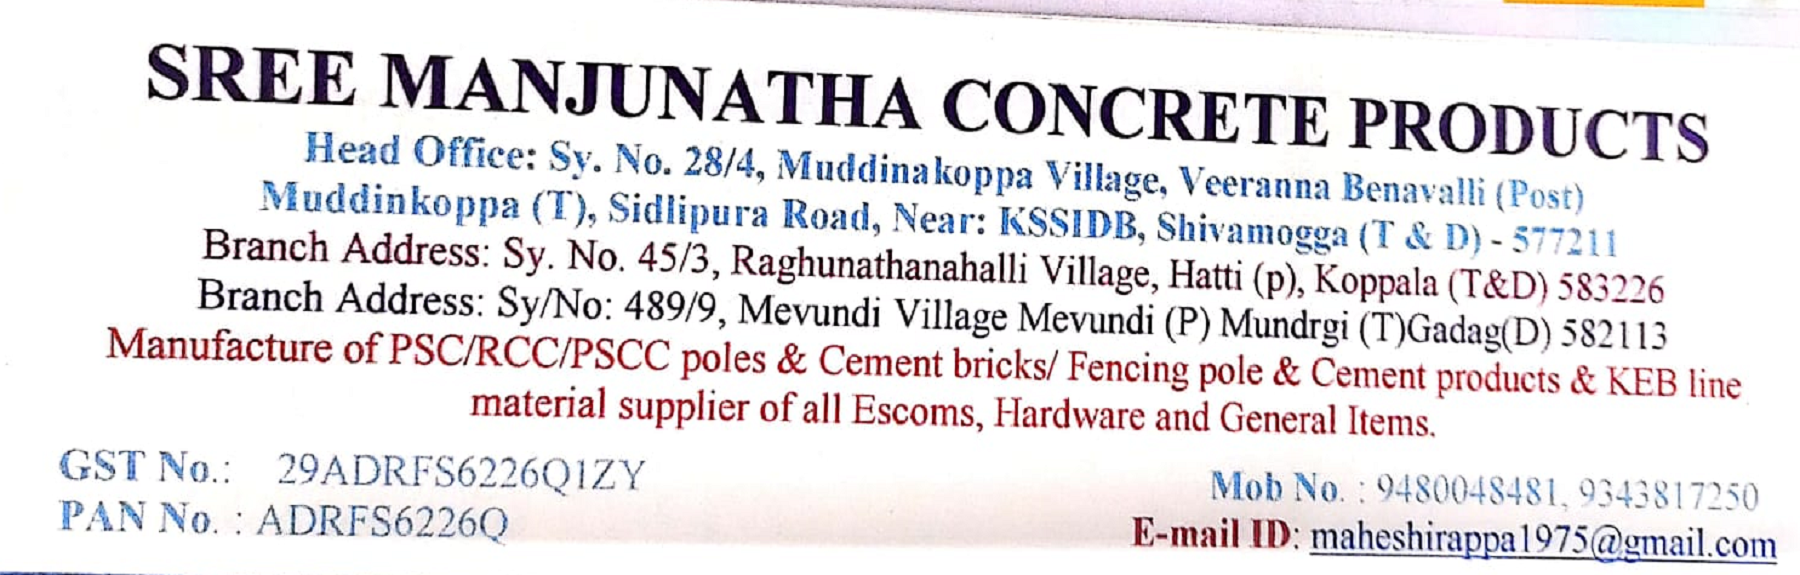 SREE MANJUNATHA CONCRETE PRODUCTS
Head Office: Sy. No. 28/4, Muddinakoppa Village, Veeranna Benavalli (Post)
Muddinkoppa (T), Sidlipura Road, Near: KSSIDB, Shivamogga (T & D) - 577211
Branch Address: Sy. No. 45/3, Raghunathanahalli Village, Hatti (p), Koppala (T&D) 583226
Branch Address: Sy/No: 489/9, Mevundi Village Mevundi (P) Mundrgi (T)Gadag(D) 582113
Manufacture of PSC/RCC/PSCC poles & Cement bricks/ Fencing pole & Cement products & KEB line
material supplier of all Escoms, Hardware and General Items.
GST No.: 29ADRFS6226Q1ZY
Mob No. : 9480048481, 9343817250
PAN No. : ADRFS6226Q
E-mail ID: maheshirappa1975@gmail.com